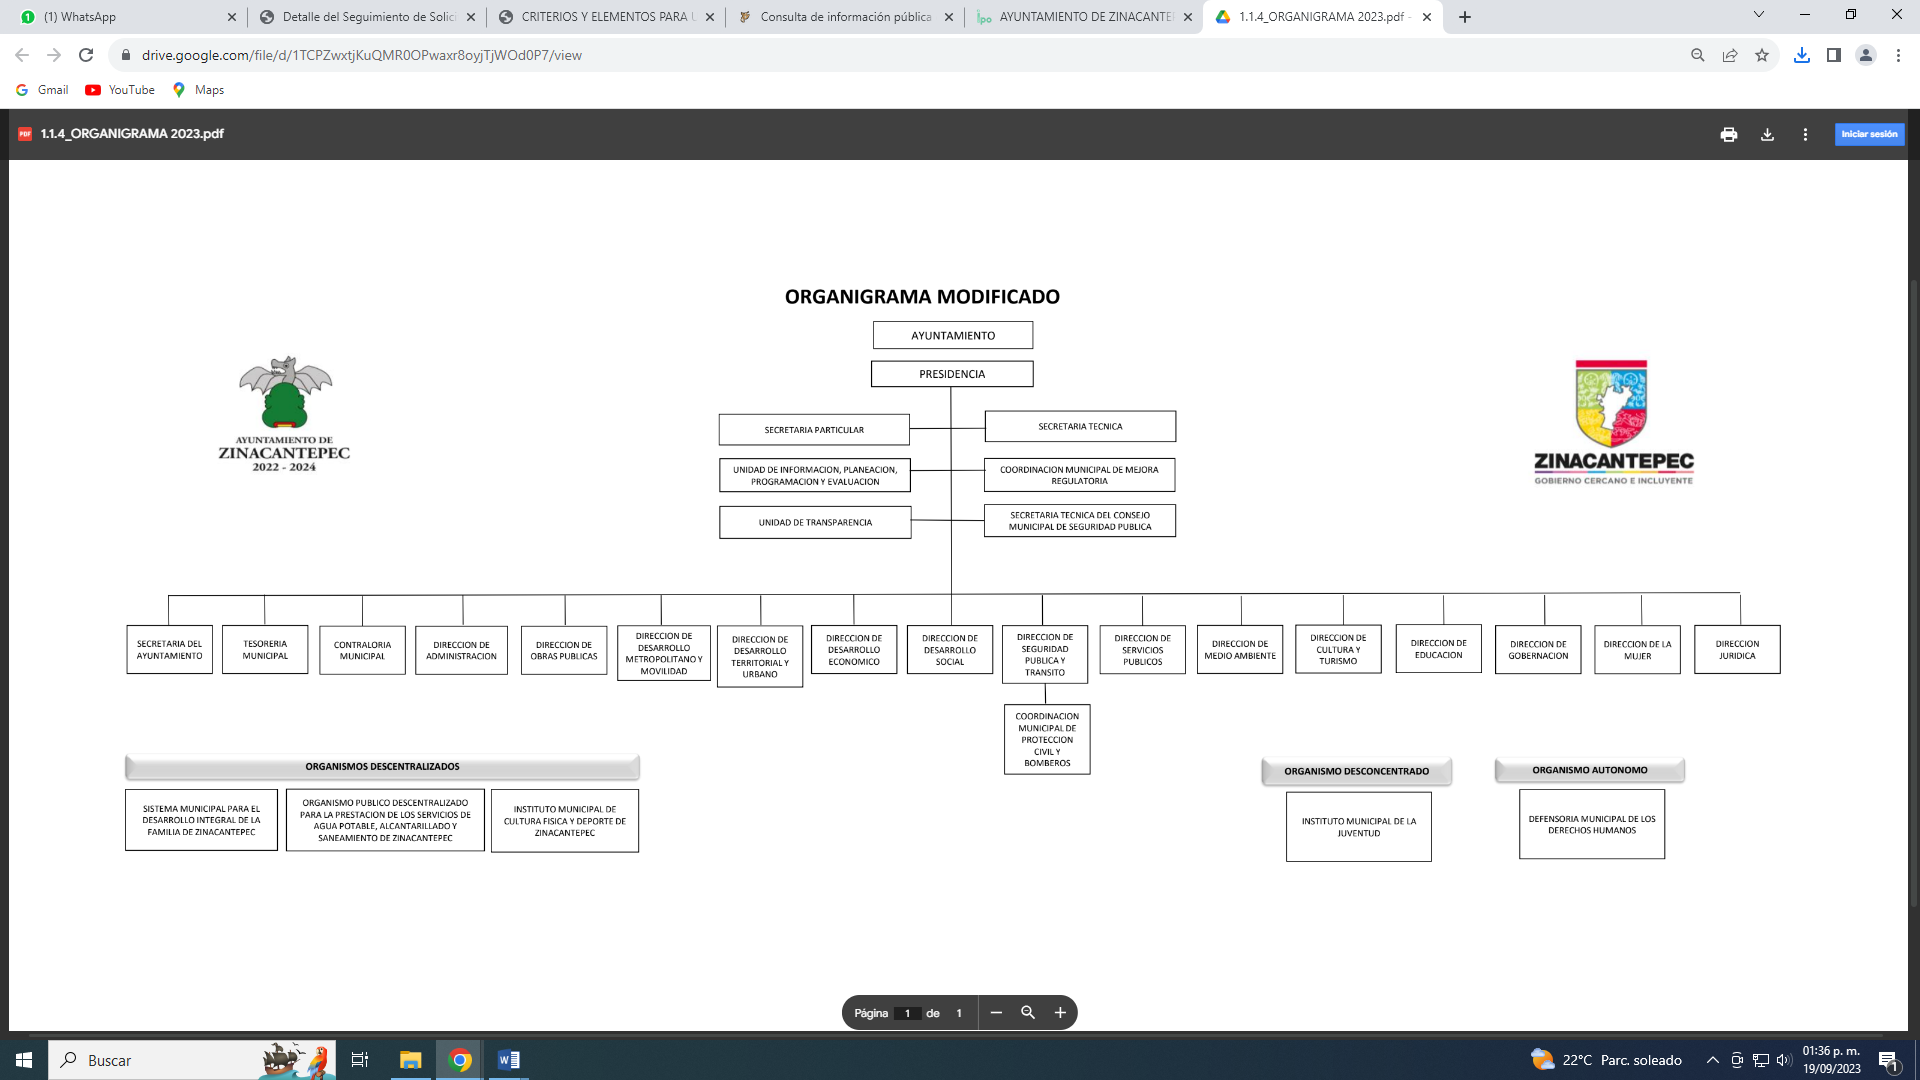 (1) WhatsApp
Detalle del Seguimiento de Solici
CRITERIOS Y ELEMENTOS PARA
Consulta de información pública
AYUNTAMIENTO DE ZINACANTE
1.1.4_ORGANIGRAMA 2023.pdf -
drive.google.com/file/d/1TCPZwxtjKuQMR0OPwaxr8oyjTjWOd0P7/view
Gmail
YouTube
Maps
PDF
1.1.4_ORGANIGRAMA 2023.pdf
Iniciar sesión
ORGANIGRAMA MODIFICADO
AYUNTAMIENTO
PRESIDENCIA
AYUNTAMIENTO DE
ZINACANTEPEC
2022 - 2024
ZINACANTEPEC
GOBIERNO CERCANO E INCLUYENTE
SECRETARIA PARTICULAR
SECRETARIA TECNICA
UNIDAD DE INFORMACION, PLANEACION,
PROGRAMACION Y EVALUACION
COORDINACION MUNICIPAL DE MEJORA
REGULATORIA
UNIDAD DE TRANSPARENCIA
SECRETARIA TECNICA DEL CONSEJO
MUNICIPAL DE SEGURIDAD PUBLICA
SECRETARIA DEL
AYUNTAMIENTO
TESORERIA
MUNICIPAL
CONTRALORIA
MUNICIPAL
DIRECCION DE
ADMINISTRACION
DIRECCION DE
OBRAS PUBLICAS
DIRECCION DE
DESARROLLO
METROPOLITANO Y
MOVILIDAD
DIRECCION DE
DESARROLLO
TERRITORIAL Y
URBANO
DIRECCION DE
DESARROLLO
ECONOMICO
DIRECCION DE
DESARROLLO
SOCIAL
DIRECCION DE
SEGURIDAD
PUBLICA Y
TRANSITO
DIRECCION DE
SERVICIOS
PUBLICOS
DIRECCION DE
MEDIO AMBIENTE
DIRECCION DE
CULTURA Y
TURISMO
DIRECCION DE
EDUCACION
DIRECCION DE
GOBERNACION
DIRECCION DE LA
MUJER
DIRECCION
JURIDICA
COORDINACION
MUNICIPAL DE
PROTECCION
CIVIL Y
BOMBEROS
ORGANISMOS DESCENTRALIZADOS
SISTEMA MUNICIPAL PARA EL
DESARROLLO INTEGRAL DE LA
FAMILIA DE ZINACANTEPEC
ORGANISMO PUBLICO DESCENTRALIZADO
PARA LA PRESTACION DE LOS SERVICIOS DE
AGUA POTABLE, ALCANTARILLADO Y
SANEAMIENTO DE ZINACANTEPEC
INSTITUTO MUNICIPAL DE
CULTURA FISICA Y DEPORTE DE
ZINACANTEPEC
ORGANISMO DESCONCENTRADO
INSTITUTO MUNICIPAL DE LA
JUVENTUD
ORGANISMO AUTONOMO
DEFENSORIA MUNICIPAL DE LOS
DERECHOS HUMANOS
Página 1 de 1
Buscar
22°C Parc. soleado
01:36 p. m.
19/09/2023
1